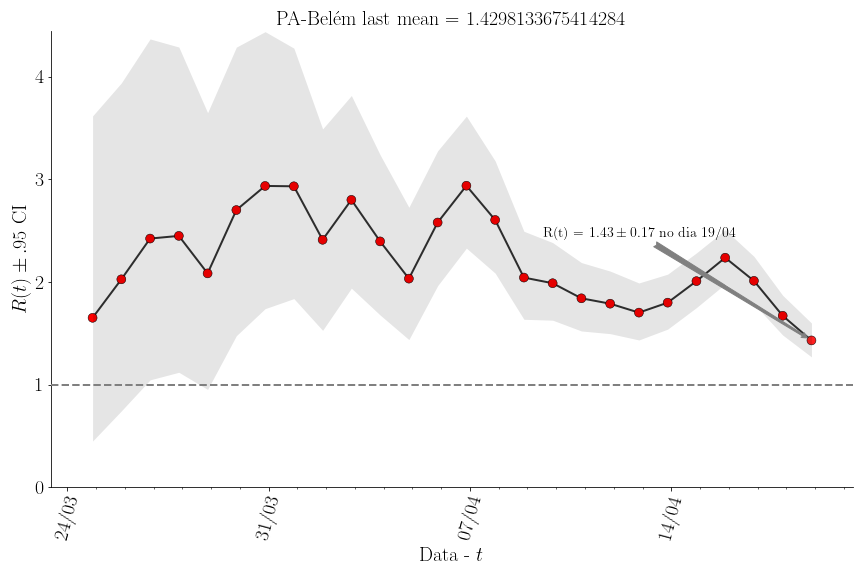 PA-Belém last mean = 1.4298133675414284
4
3
2
1
0
R(t) ± .95 CI
R(t) = 1.43 ± 0.17 no dia 19/04
24/03
31/03
07/04
14/04
Data - t